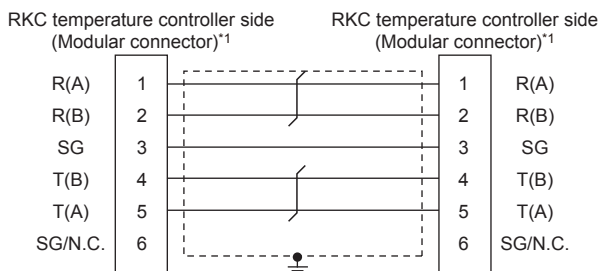 RKC temperature controller side RKC temperature controller side
(Modular connector)*1 (Modular connector)*1
R(A) 1 1 R(A)
R(B) 2 2 R(B)
SG 3 3 SG
T(B) 4 4 T(B)
T(A) 5 5 T(A)
SG/N.C. 6 6 SG/N.C.